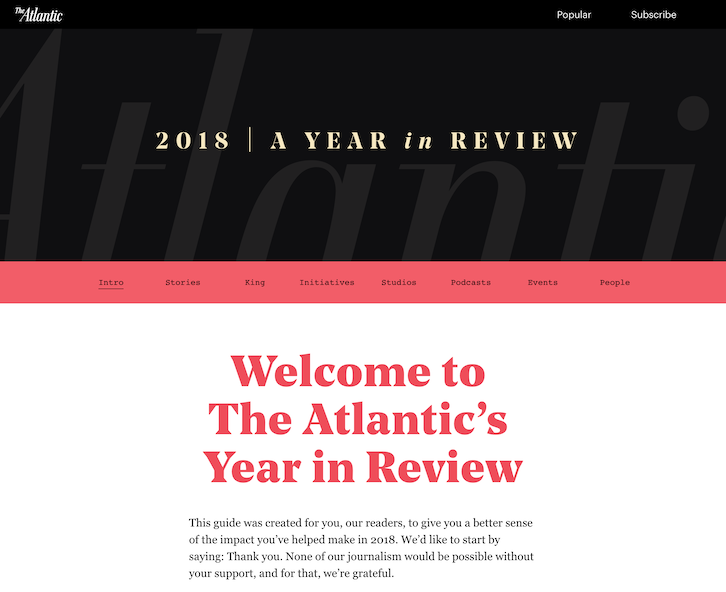 The Atlantic
Popular Subscribe
Atlantic
2018 | A YEAR in REVIEW
Intro Stories King Initiatives Studios Podcasts Events People
Welcome to
The Atlantic’s
Year in Review
This guide was created for you, our readers, to give you a better sense
of the impact you’ve helped make in 2018. We’d like to start by
saying: Thank you. None of our journalism would be possible without
your support, and for that, we’re grateful.